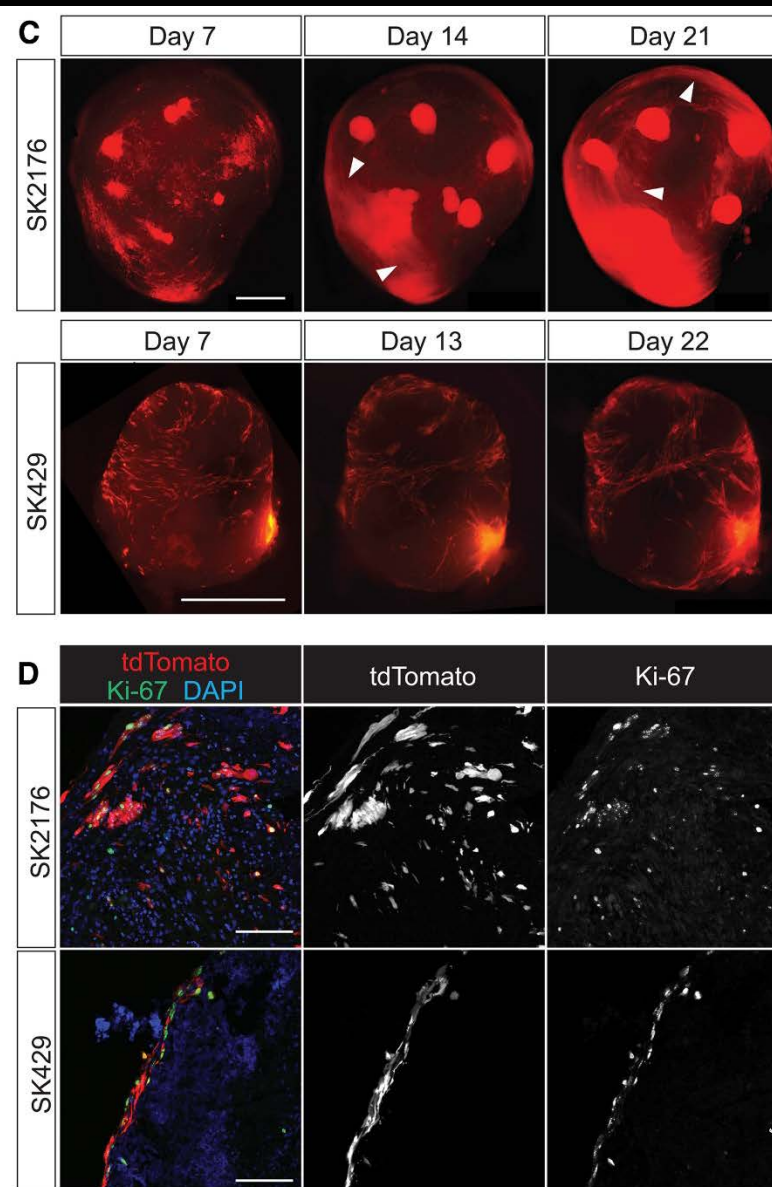 C
Day 7 Day 14 Day 21
SK2176
Day 7 Day 13 Day 22
SK429
D
tdTomato tdTomato Ki-67
Ki-67 DAPI
SK2176
SK429